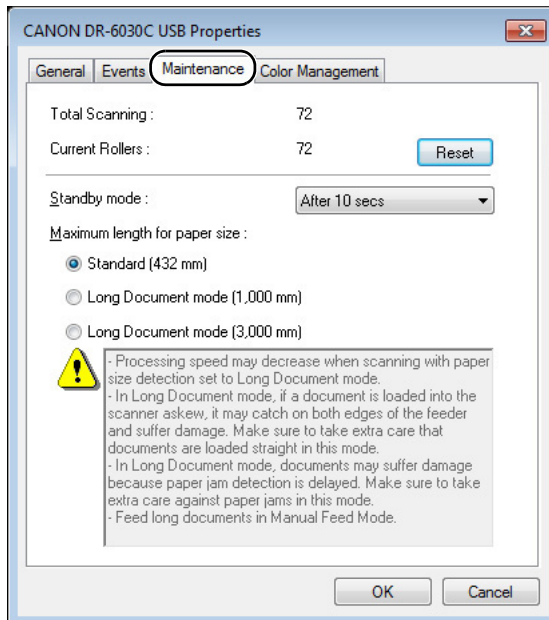 CANON DR-6030C USB Properties
General Events Maintenance Color Management
Total Scanning : 72
Current Rollers : 72 Reset
Standby mode : After 10 secs
Maximum length for paper size :
Standard (432 mm)
Long Document mode (1,000 mm)
Long Document mode (3,000 mm)
- Processing speed may decrease when scanning with paper
size detection set to Long Document mode.
- In Long Document mode, if a document is loaded into the
scanner askew, it may catch on both edges of the feeder
and suffer damage. Make sure to take extra care that
documents are loaded straight in this mode.
- In Long Document mode, documents may suffer damage
because paper jam detection is delayed. Make sure to take
extra care against paper jams in this mode.
- Feed long documents in Manual Feed Mode.
OK Cancel